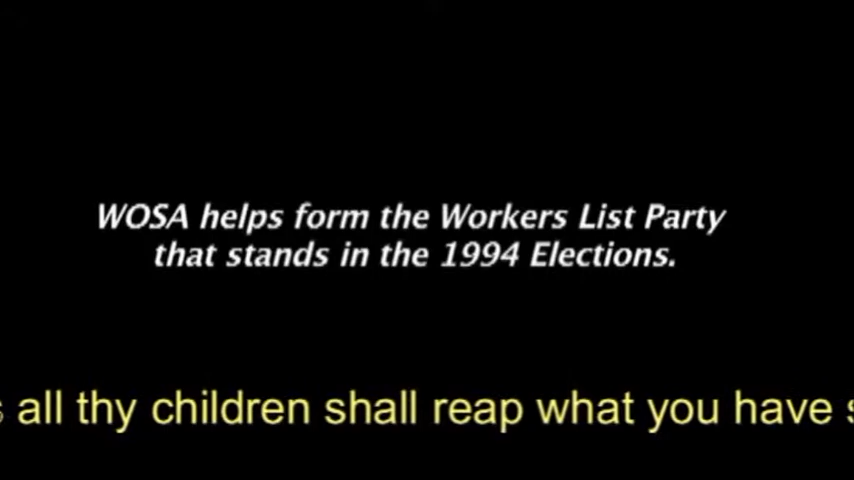 WOSA helps form the Workers List Party
that stands in the 1994 Elections.
all thy children shall reap what you have